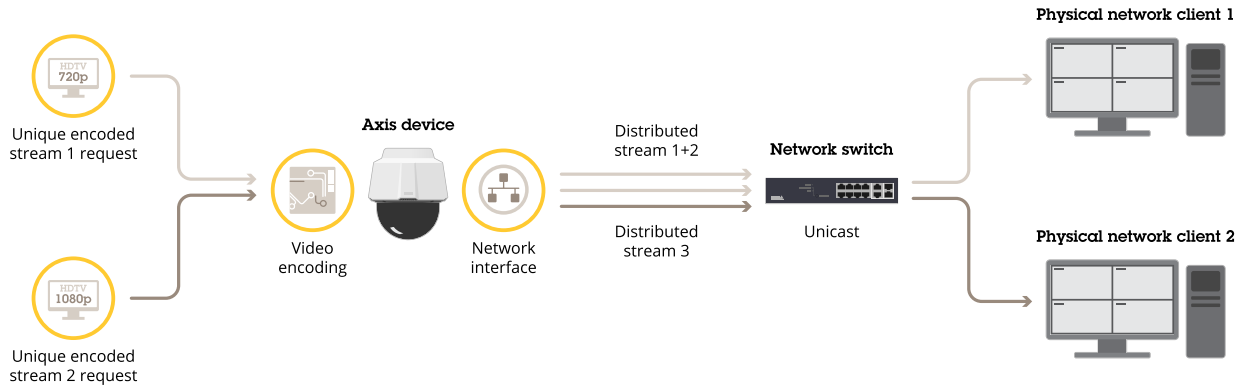 HDTV
720p
Unique encoded
stream 1 request
HDTV
1080p
Unique encoded
stream 2 request
Video
encoding
Axis device
Network
interface
Distributed
stream 1+2
Distributed
stream 3
Network switch
Unicast
Physical network client 1
Physical network client 2